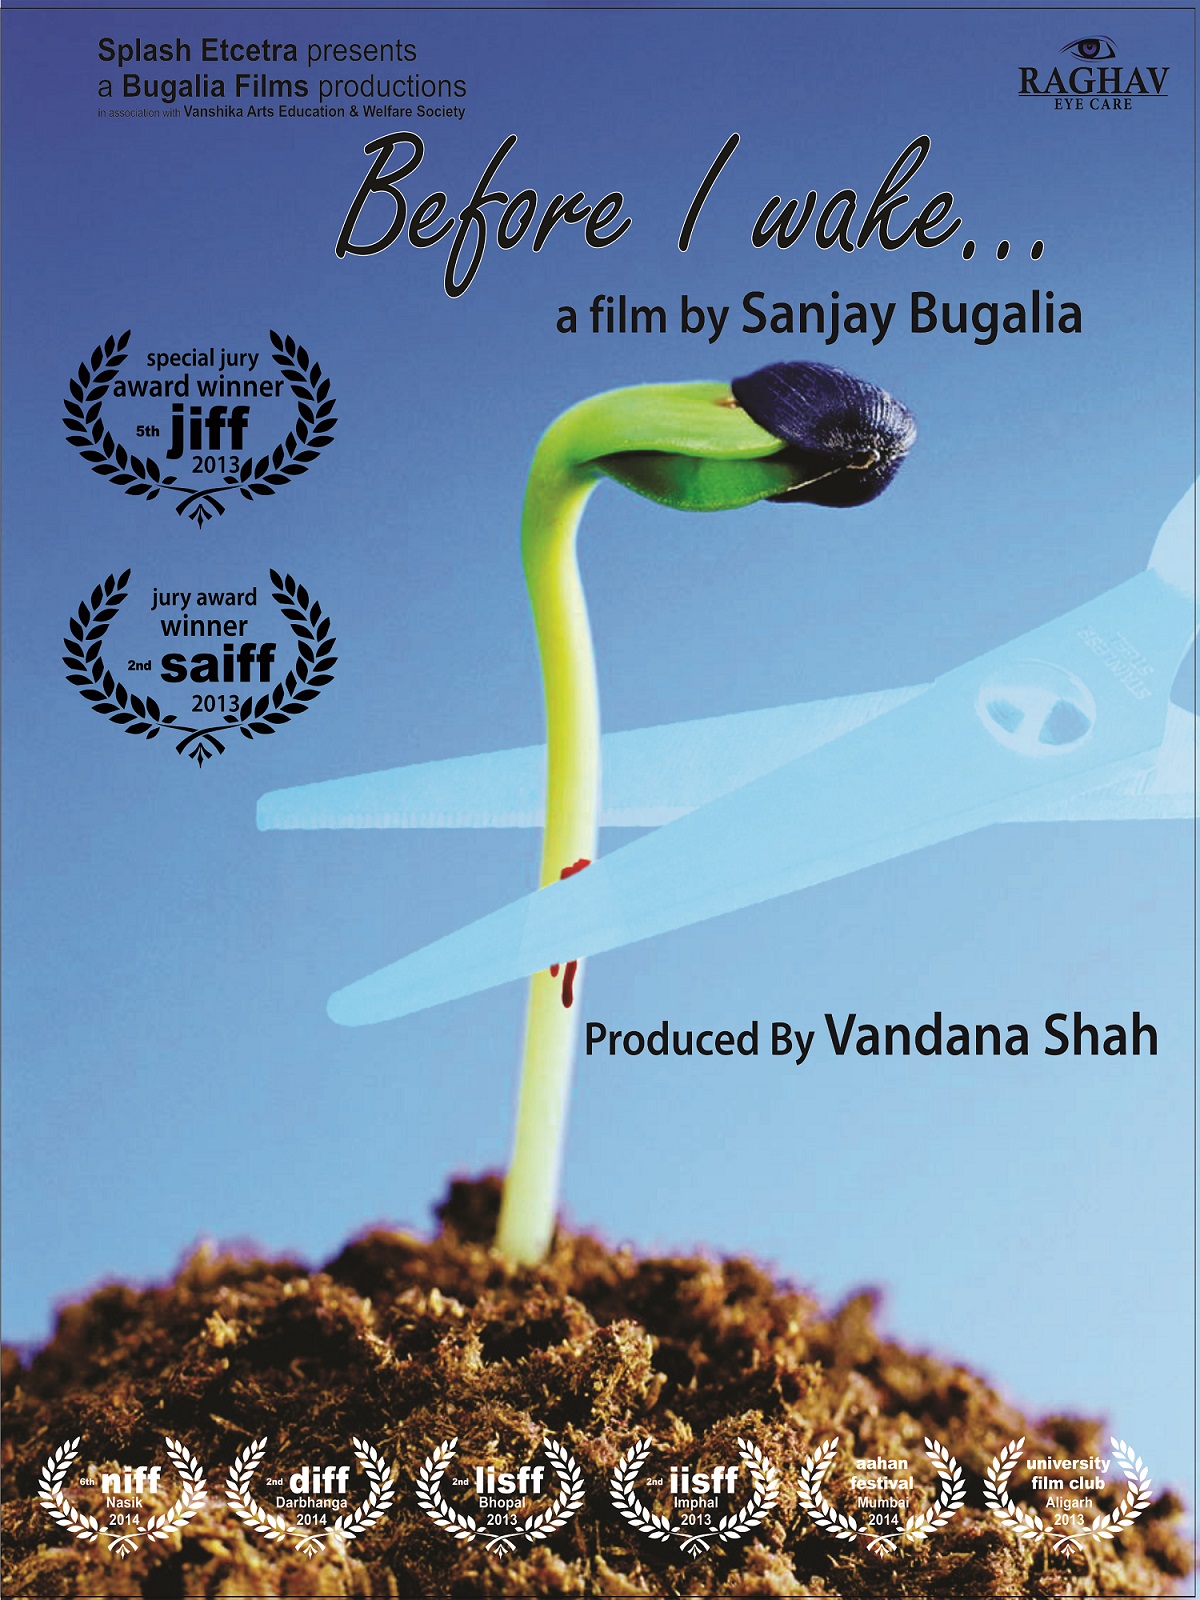 Splash Etcetra presents
a Bugalia Films productions
in association with Vanshika Arts Education & Welfare Society
RAGHAV
EYE CARE
Before I wake...
a film by Sanjay Bugalia
special jury
award winner
5th jiff
2013
jury award
winner
2nd saiff
2013
STAINLESS
STEEL
Produced By Vandana Shah
6th niff
Nasik
2014
2nd diff
Darbhanga
2014
2nd lisff
Bhopal
2013
2nd iisff
Imphal
2013
aahan
festival
Mumbai
2014
university
film club
Aligarh
2013